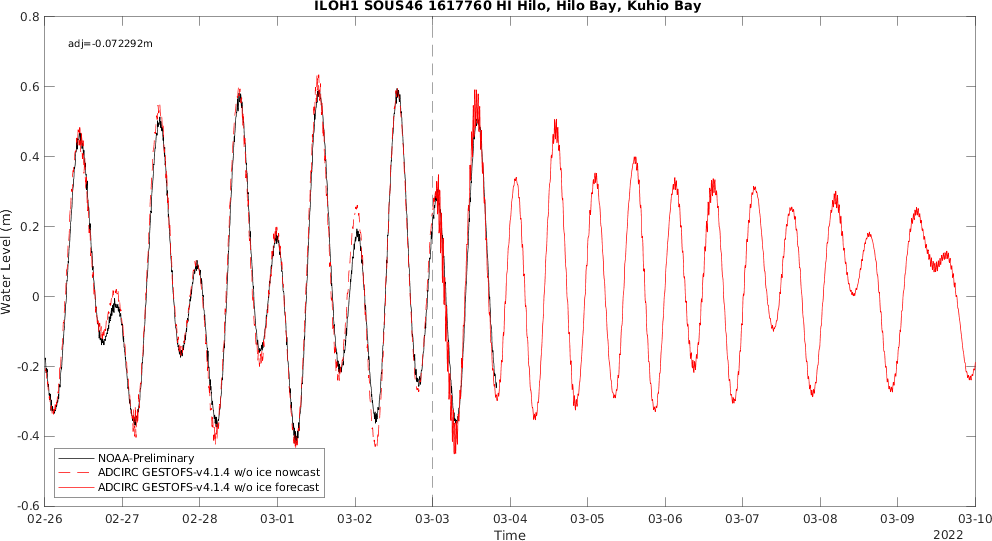 ILOH1 SOUS46 1617760 HI Hilo, Hilo Bay, Kuhio Bay
adj=-0.072292m
0.8
0.6
0.4
0.2
0
-0.2
-0.4
-0.6
Water Level (m)
NOAA-Preliminary
ADCIRC GESTOFS-v4.1.4 w/o ice nowcast
ADCIRC GESTOFS-v4.1.4 w/o ice forecast
02-26 02-27 02-28 03-01 03-02 03-03 03-04 03-05 03-06 03-07 03-08 03-09 03-10
Time
2022